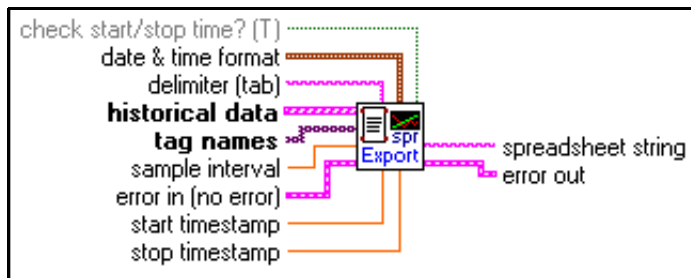 check start/stop time? (T)
date & time format
delimiter (tab)
historical data
tag names
sample interval
error in (no error)
start timestamp
stop timestamp
spr
Export
spreadsheet string
error out